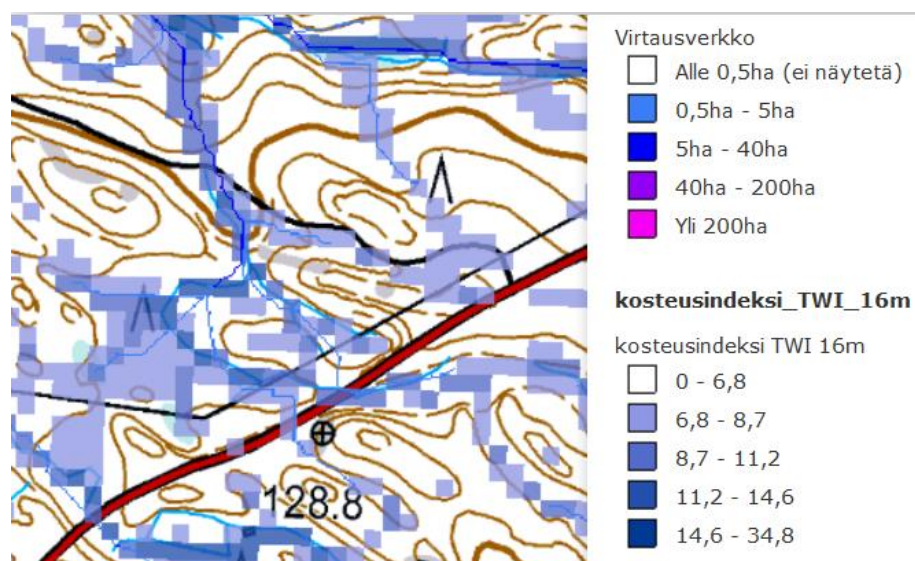 Virtausverkko
Alle 0,5ha (ei näytetä)
0,5ha - 5ha
5ha - 40ha
40ha - 200ha
Yli 200ha
kosteusindeksi_TWI_16m
kosteusindeksi TWI 16m
0 - 6,8
6,8 - 8,7
8,7 - 11,2
11,2 - 14,6
14,6 - 34,8
128.8